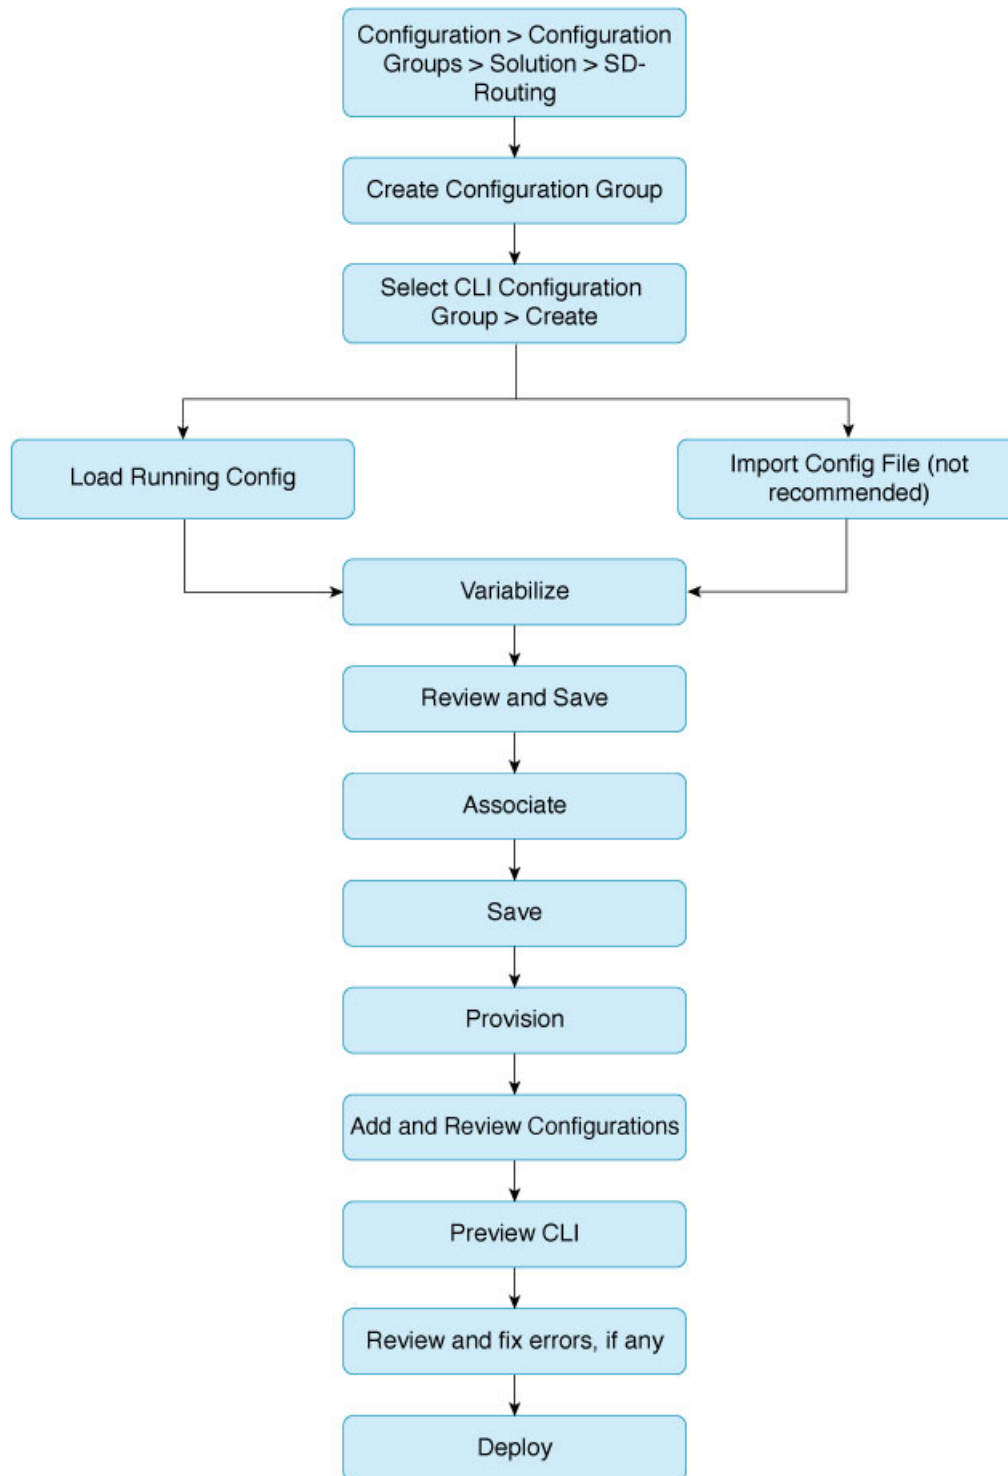 Configuration > Configuration
Groups > Solution > SD-
Routing
Create Configuration Group
Select CLI Configuration
Group > Create
Load Running Config
Import Config File (not
recommended)
Variabilize
Review and Save
Associate
Save
Provision
Add and Review Configurations
Preview CLI
Review and fix errors, if any
Deploy